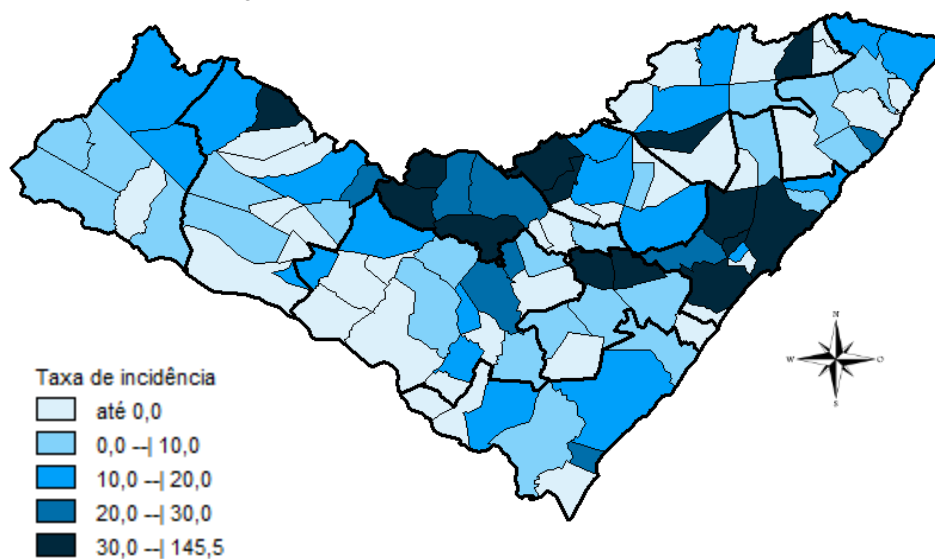 N
W
O
S
Taxa de incidência
até 0,0
0,0 --| 10,0
10,0 --| 20,0
20,0 --| 30,0
30,0 --| 145,5